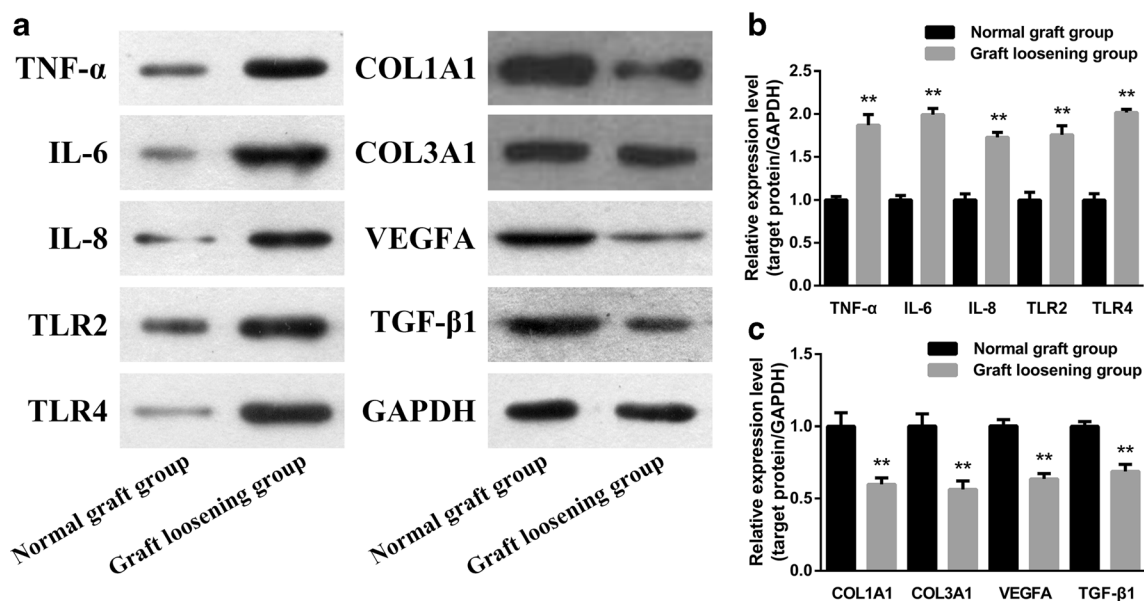 a
TNF-α
IL-6
IL-8
TLR2
TLR4
COL1A1
COL3A1
VEGFA
TGF-β1
GAPDH
Normal graft group
Graft loosening group
Normal graft group
Graft loosening group
b
Normal graft group
Graft loosening group
Relative expression level
(target protein/GAPDH)
2.5
2.0
1.5
1.0
0.5
0.0
** ** ** ** **
TNF-α IL-6 IL-8 TLR2 TLR4
c
Normal graft group
Graft loosening group
Relative expression level
(target protein/GAPDH)
1.5
1.0
0.5
0.0
** ** ** **
COL1A1 COL3A1 VEGFA TGF-β1